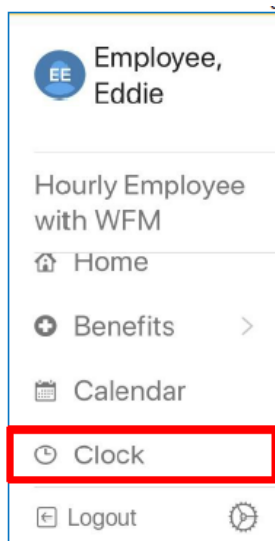 EE
Employee,
Eddie
Hourly Employee
with WFM
Home
Benefits
Calendar
Clock
Logout